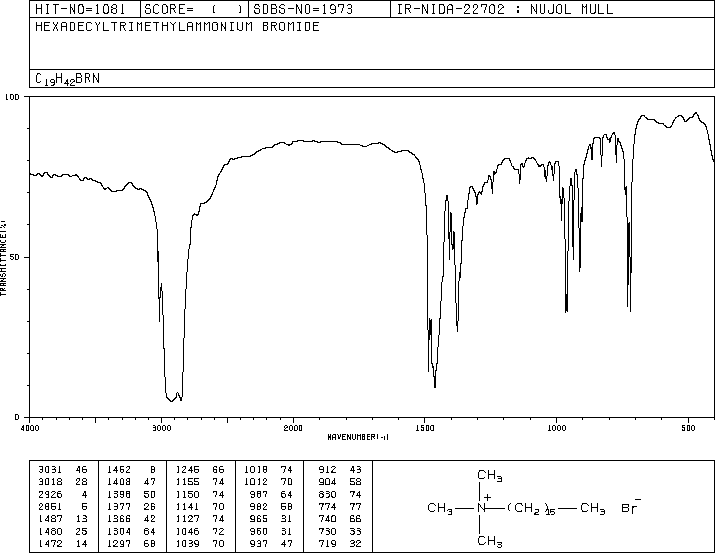 HIT-NO=1081 SCORE= ( ) SDBS-NO=1973 IR-NIDA-22702 : NUJOL MULL
HEXADECYLTRIMETHYLAMMONIUM BROMIDE
C19H42BRN
100
50
0
TRANSMITTANCE(%)
4000 3000 2000 1500 1000 500
WAVENUMBER(-1)
3031 46 1462 8 1246 66 1018 74 912 43
3018 28 1408 47 1155 74 1012 70 904 58
2926 4 1398 50 1150 74 987 64 830 74
2851 5 1377 26 1141 70 982 58 774 77
1487 13 1366 42 1127 74 965 31 740 66
1480 25 1304 64 1046 72 960 31 730 33
1472 14 1297 68 1039 70 937 47 719 32
CH3
CH3—N+—(CH2)15—CH3 Br−
CH3